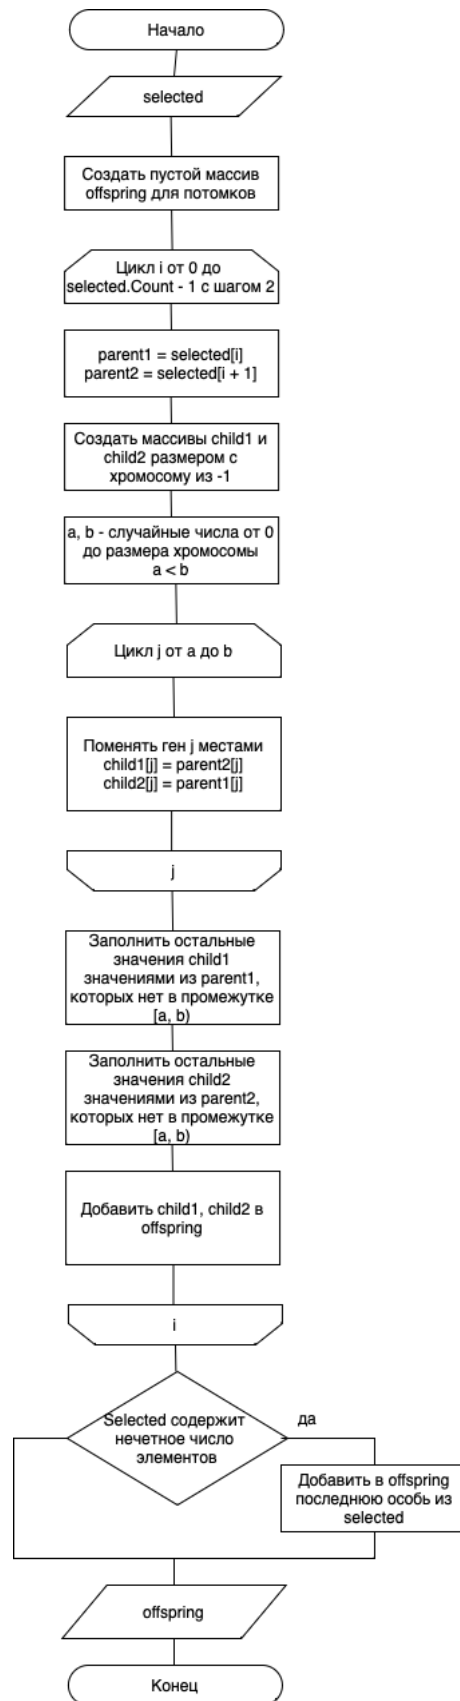 Начало
selected
Создать пустой массив
offspring для потомков
Цикл i от 0 до
selected.Count - 1 с шагом 2
parent1 = selected[i]
parent2 = selected[i + 1]
Создать массивы child1 и
child2 размером с
хромосому из -1
a, b - случайные числа от 0
до размера хромосомы
a < b
Цикл j от a до b
Поменять ген j местами
child1[j] = parent2[j]
child2[j] = parent1[j]
j
Заполнить остальные
значения child1
значениями из parent1,
которых нет в промежутке
[a, b)
Заполнить остальные
значения child2
значениями из parent2,
которых нет в промежутке
[a, b)
Добавить child1, child2 в
offspring
i
Selected содержит
нечетное число
элементов
да
Добавить в offspring
последнюю особь из
selected
offspring
Конец